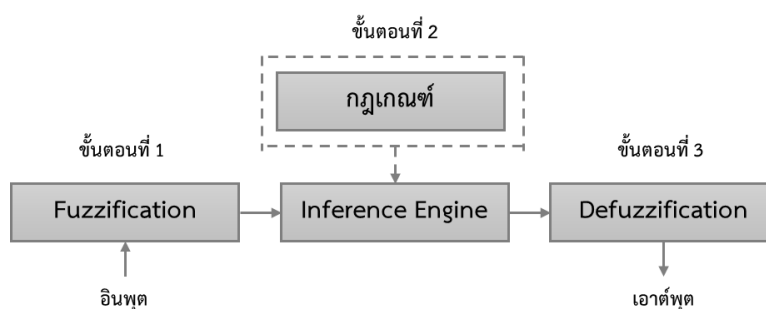 ขั้นตอนที่ 2
กฎเกณฑ์
ขั้นตอนที่ 1
ขั้นตอนที่ 3
Fuzzification
Inference Engine
Defuzzification
อินพุต
เอาต์พุต